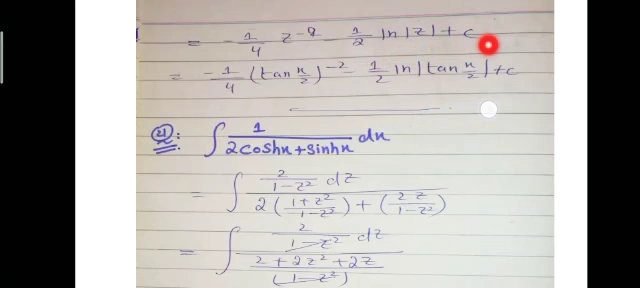 = -1/4 z^-2 - 1/2 ln|z| + c
= -1/4 (tan x/2)^-2 - 1/2 ln|tan x/2| + c
(21): ∫ 1/(2coshx + sinhx) dx
= ∫ (2/(1-z²) dz) / (2((1+z²)/(1-z²)) + (2z/(1-z²)))
= ∫ (2/(1-z²) dz) / ((2+2z²+2z)/(1-z²))